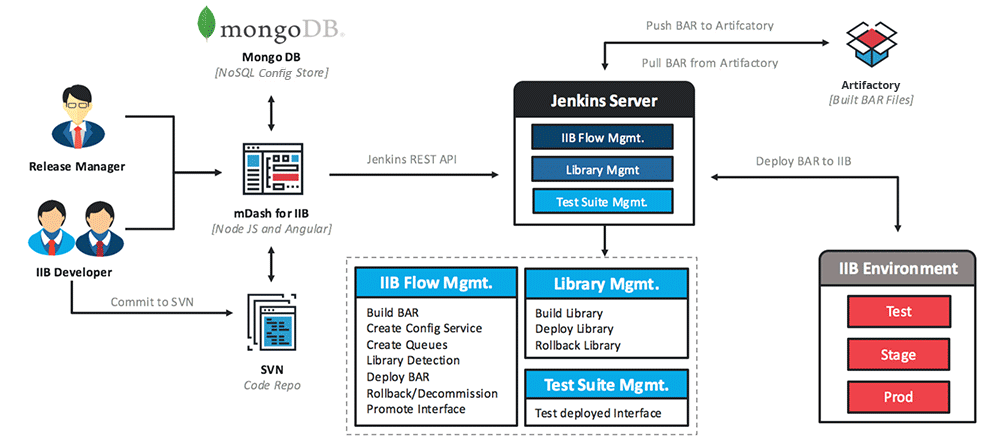 mongoDB®
Mongo DB
[NoSQL Config Store]
Release Manager
IIB Developer
Commit to SVN
mDash for IIB
[Node JS and Angular]
SVN
Code Repo
Jenkins REST API
Jenkins Server
IIB Flow Mgmt.
Library Mgmt
Test Suite Mgmt.
Push BAR to Artifcatory
Pull BAR from Artifactory
Artifactory
[Built BAR Files]
Deploy BAR to IIB
IIB Flow Mgmt.
Build BAR
Create Config Service
Create Queues
Library Detection
Deploy BAR
Rollback/Decommission
Promote Interface
Library Mgmt.
Build Library
Deploy Library
Rollback Library
Test Suite Mgmt.
Test deployed Interface
IIB Environment
Test
Stage
Prod